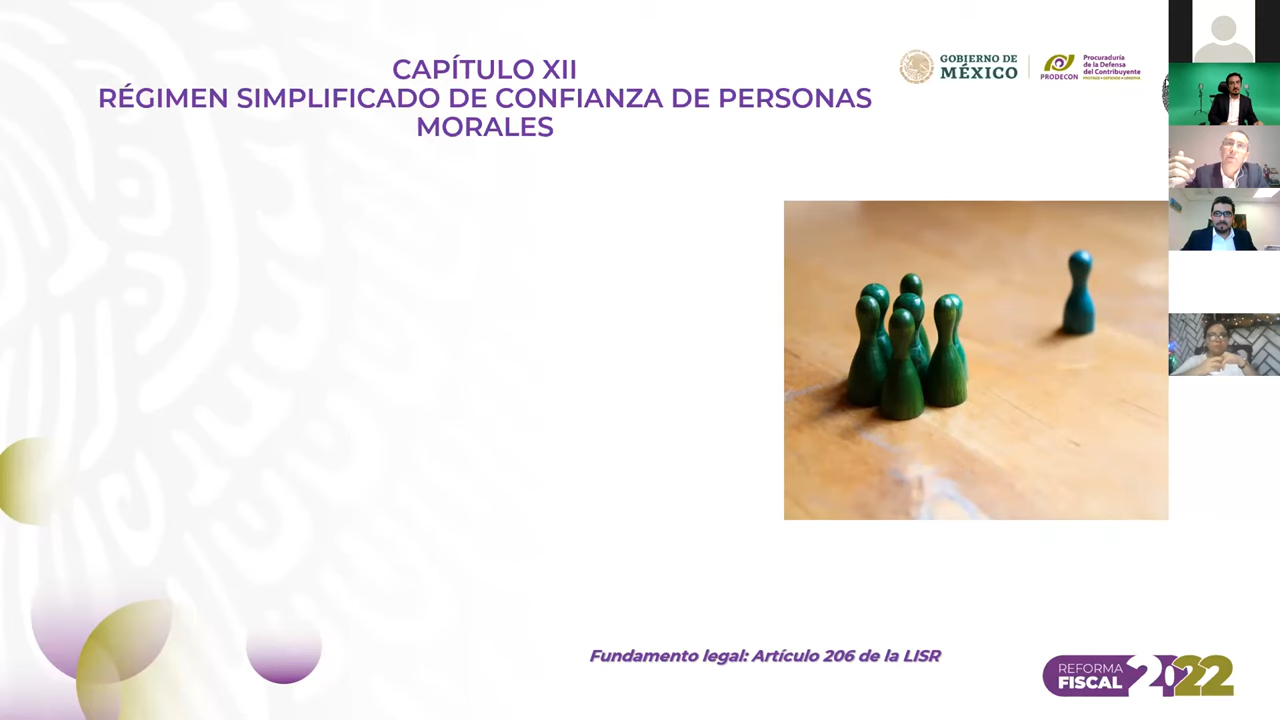 CAPÍTULO XII
RÉGIMEN SIMPLIFICADO DE CONFIANZA DE PERSONAS
MORALES
GOBIERNO DE
MÉXICO
PRODECON
Procuraduría
de la Defensa
del Contribuyente
Fundamento legal: Artículo 206 de la LISR
REFORMA
FISCAL
2022